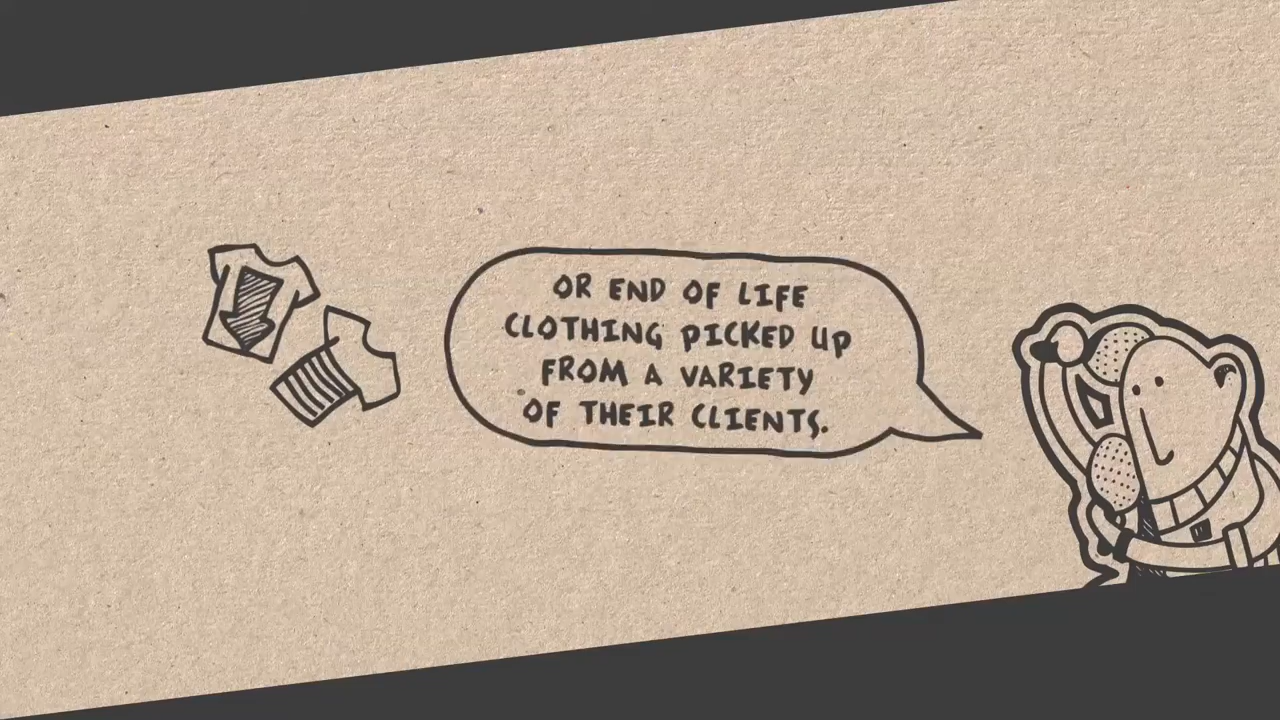 OR END OF LIFE
CLOTHING PICKED UP
FROM A VARIETY
OF THEIR CLIENTS.